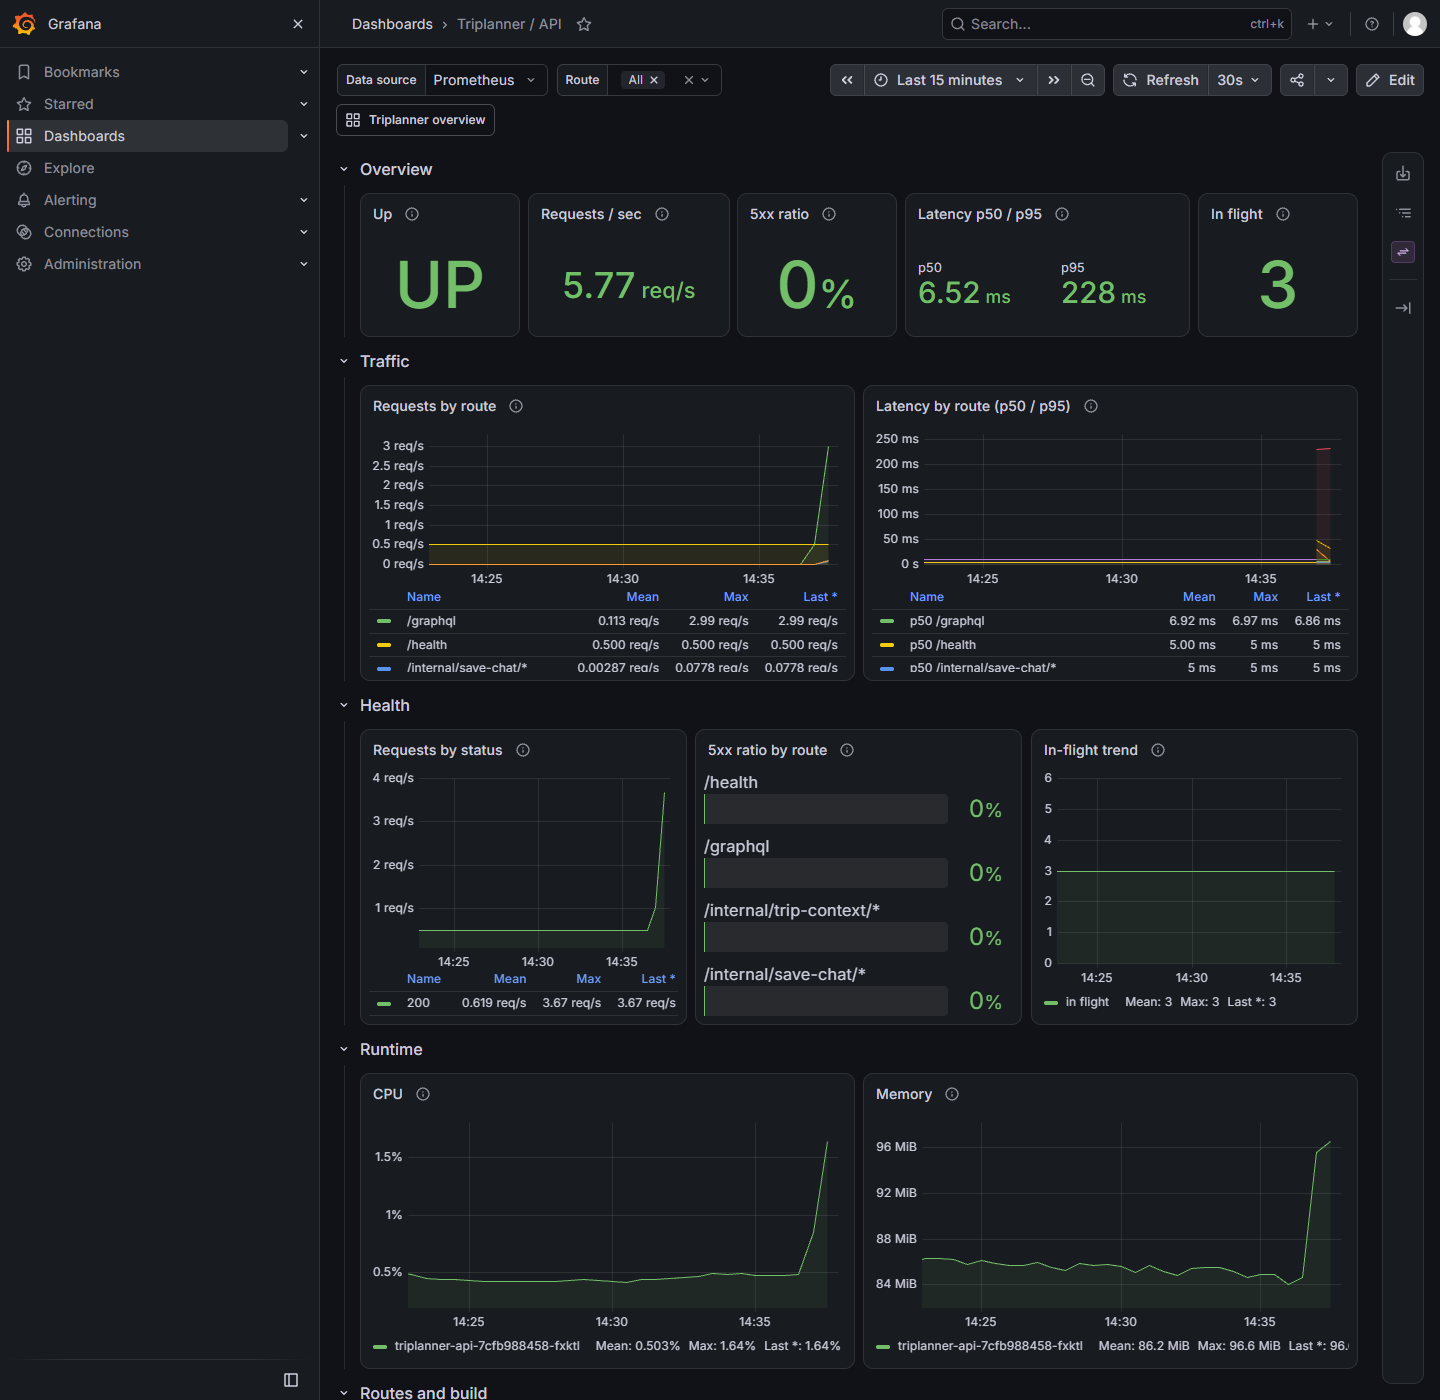 Grafana
Dashboards › Triplanner / API
Search...
ctrl+k
Bookmarks
Starred
Dashboards
Explore
Alerting
Connections
Administration
Data source Prometheus
Route All
Last 15 minutes
Refresh 30s
Edit
Triplanner overview
Overview
Up
UP
Requests / sec
5.77 req/s
5xx ratio
0%
Latency p50 / p95
p50 p95
6.52 ms 228 ms
In flight
3
Traffic
Requests by route
3 req/s
2.5 req/s
2 req/s
1.5 req/s
1 req/s
0.5 req/s
0 req/s
14:25 14:30 14:35
Name Mean Max Last *
/graphql 0.113 req/s 2.99 req/s 2.99 req/s
/health 0.500 req/s 0.500 req/s 0.500 req/s
/internal/save-chat/* 0.00287 req/s 0.0778 req/s 0.0778 req/s
Latency by route (p50 / p95)
250 ms
200 ms
150 ms
100 ms
50 ms
0 s
14:25 14:30 14:35
Name Mean Max Last *
p50 /graphql 6.92 ms 6.97 ms 6.86 ms
p50 /health 5.00 ms 5 ms 5 ms
p50 /internal/save-chat/* 5 ms 5 ms 5 ms
Health
Requests by status
4 req/s
3 req/s
2 req/s
1 req/s
14:25 14:30 14:35
Name Mean Max Last *
200 0.619 req/s 3.67 req/s 3.67 req/s
5xx ratio by route
/health
0%
/graphql
0%
/internal/trip-context/*
0%
/internal/save-chat/*
0%
In-flight trend
6
5
4
3
2
1
0
14:25 14:30 14:35
in flight Mean: 3 Max: 3 Last *: 3
Runtime
CPU
1.5%
1%
0.5%
14:25 14:30 14:35
triplanner-api-7cfb988458-fxktl Mean: 0.503% Max: 1.64% Last *: 1.64%
Memory
96 MiB
92 MiB
88 MiB
84 MiB
14:25 14:30 14:35
triplanner-api-7cfb988458-fxktl Mean: 86.2 MiB Max: 96.6 MiB Last *: 96.
Routes and build